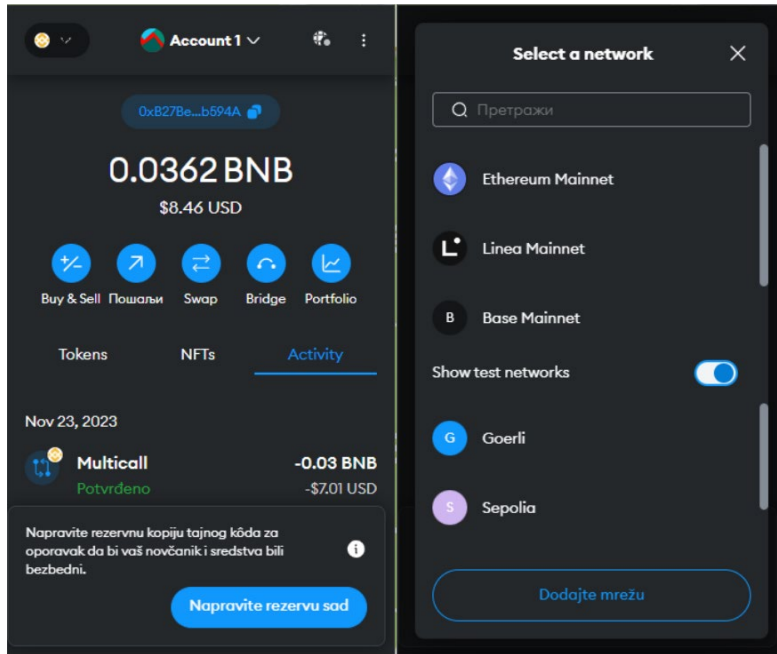 Account 1
0xB27Be...b594A
0.0362 BNB
$8.46 USD
Buy & Sell
Пошаљи
Swap
Bridge
Portfolio
Tokens
NFTs
Activity
Nov 23, 2023
Multicall
-0.03 BNB
Potvrđeno
-$7.01 USD
Napravite rezervnu kopiju tajnog kôda za
oporavak da bi vaš novčanik i sredstva bili
bezbedni.
Napravite rezervu sad
Select a network
Претражи
Ethereum Mainnet
L
Linea Mainnet
B
Base Mainnet
Show test networks
G
Goerli
S
Sepolia
Dodajte mrežu